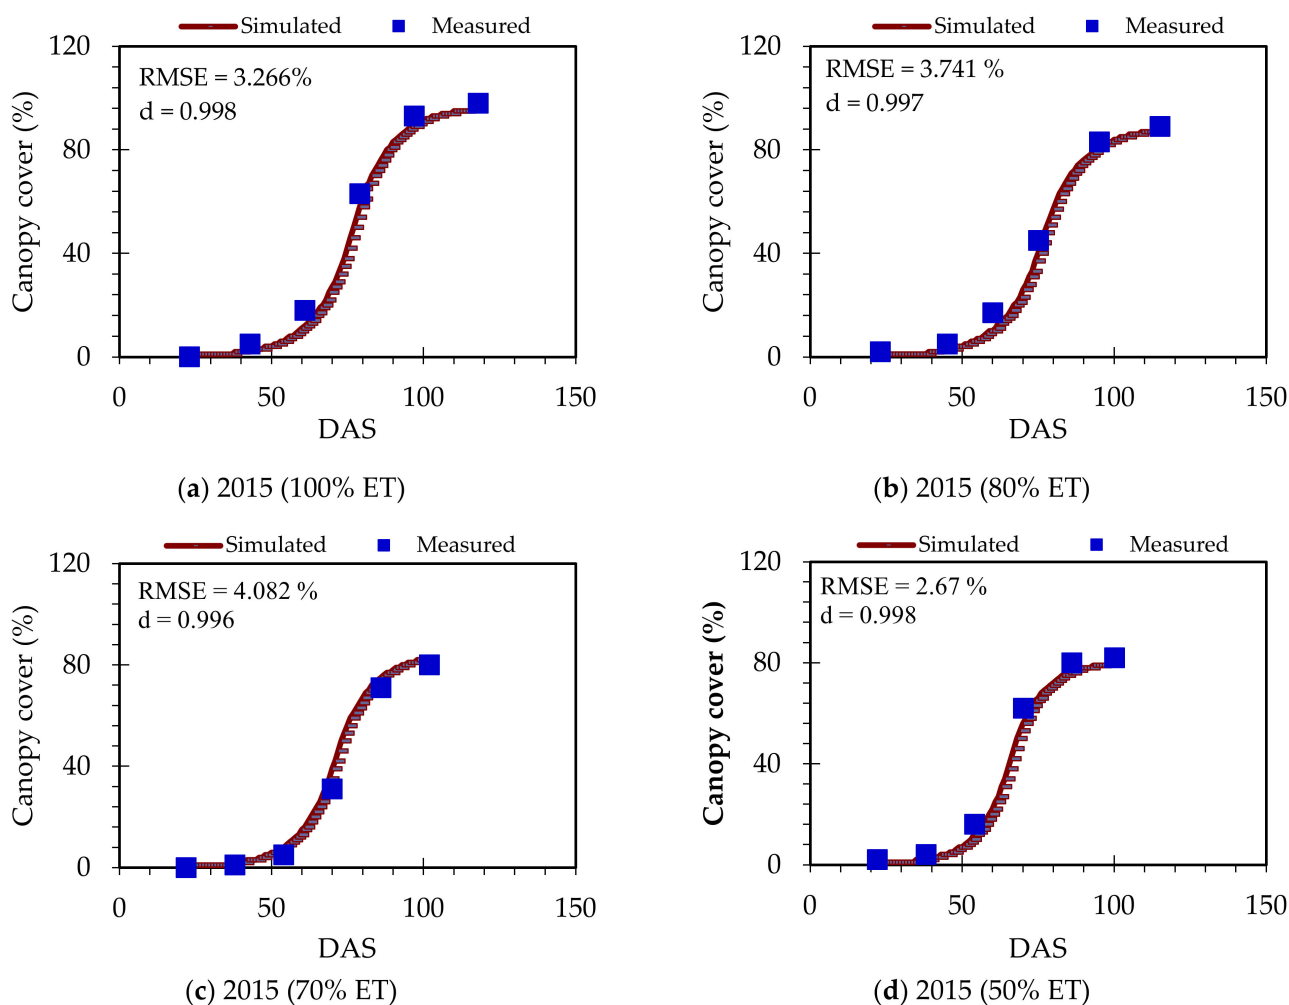 Simulated Measured
120
RMSE = 3.266%
d = 0.998
80
40
0
Canopy cover (%)
0 50 100 150
DAS
(a) 2015 (100% ET)
Simulated Measured
120
RMSE = 3.741 %
d = 0.997
80
40
0
Canopy cover (%)
0 50 100 150
DAS
(b) 2015 (80% ET)
Simulated Measured
120
RMSE = 4.082 %
d = 0.996
80
40
0
Canopy cover (%)
0 50 100 150
DAS
(c) 2015 (70% ET)
Simulated Measured
120
RMSE = 2.67 %
d = 0.998
80
40
0
Canopy cover (%)
0 50 100 150
DAS
(d) 2015 (50% ET)